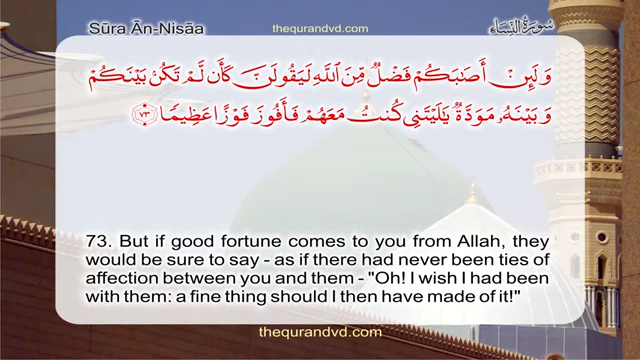 Sūra Ān-Nisāa
thequrandvd.com
سورة النساء
وَلَئِنْ أَصَٰبَكُمْ فَضْلٌ مِّنَ ٱللَّهِ لَيَقُولَنَّ كَأَن لَّمْ تَكُنۢ بَيْنَكُمْ
وَبَيْنَهُۥ مَوَدَّةٌ يَٰلَيْتَنِى كُنتُ مَعَهُمْ فَأَفُوزَ فَوْزًا عَظِيمًا ٧٣
73. But if good fortune comes to you from Allah, they
would be sure to say - as if there had never been ties of
affection between you and them - "Oh! I wish I had been
with them: a fine thing should I then have made of it!"
thequrandvd.com